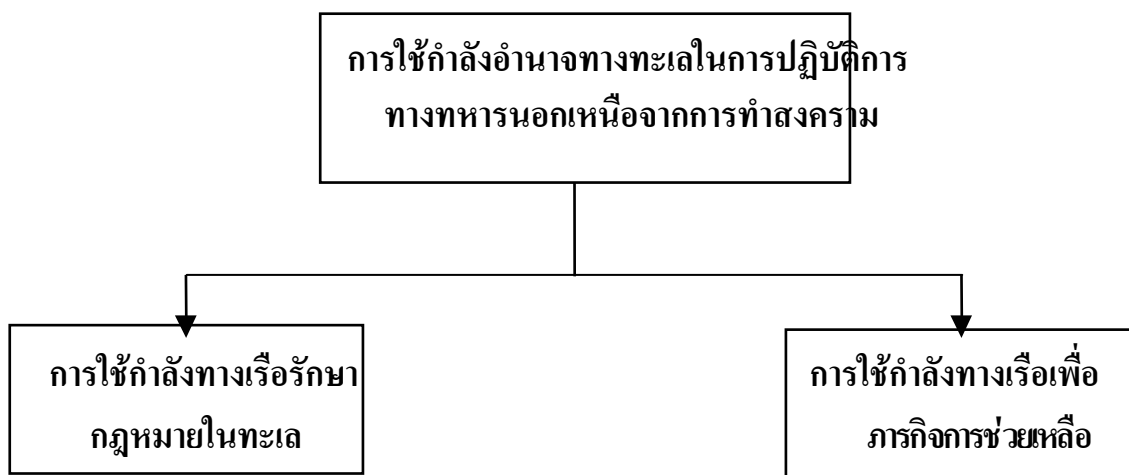 การใช้กำลังอำนาจทางทะเลในการปฏิบัติการ
ทางทหารนอกเหนือจากการทำสงคราม
การใช้กำลังทางเรือรักษา
กฎหมายในทะเล
การใช้กำลังทางเรือเพื่อ
ภารกิจการช่วยเหลือ